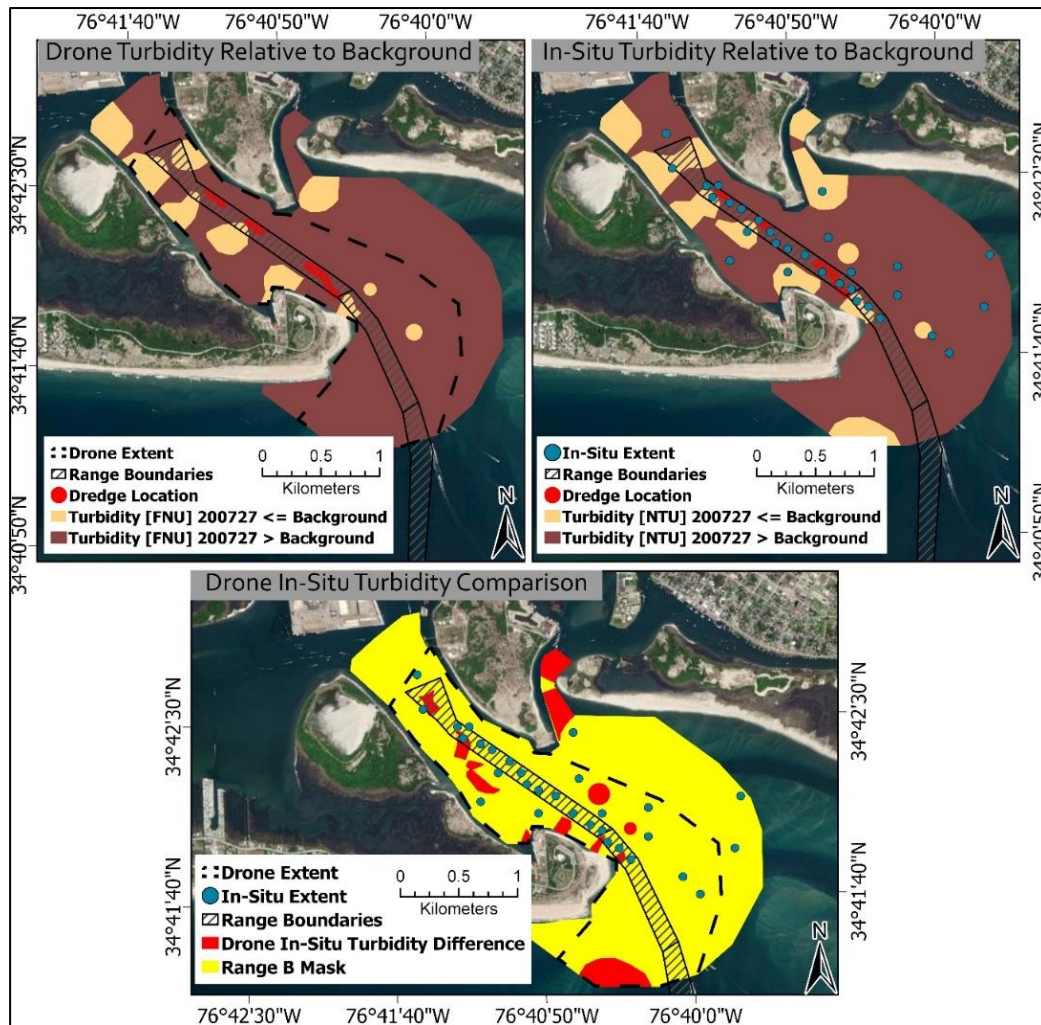 76°41'40"W 76°40'50"W 76°40'0"W
76°41'40"W 76°40'50"W 76°40'0"W
Drone Turbidity Relative to Background
34°42'30"N
34°41'40"N
34°40'50"N
Drone Extent
Range Boundaries
Dredge Location
Turbidity [FNU] 200727 <= Background
Turbidity [FNU] 200727 > Background
0 0.5 1
Kilometers
N
In-Situ Turbidity Relative to Background
34°42'30"N
34°41'40"N
34°40'50"N
In-Situ Extent
Range Boundaries
Dredge Location
Turbidity [NTU] 200727 <= Background
Turbidity [NTU] 200727 > Background
0 0.5 1
Kilometers
N
Drone In-Situ Turbidity Comparison
34°42'30"N
34°41'40"N
34°42'30"N
34°41'40"N
Drone Extent
In-Situ Extent
Range Boundaries
Drone In-Situ Turbidity Difference
Range B Mask
0 0.5 1
Kilometers
N
76°42'30"W 76°41'40"W 76°40'50"W 76°40'0"W